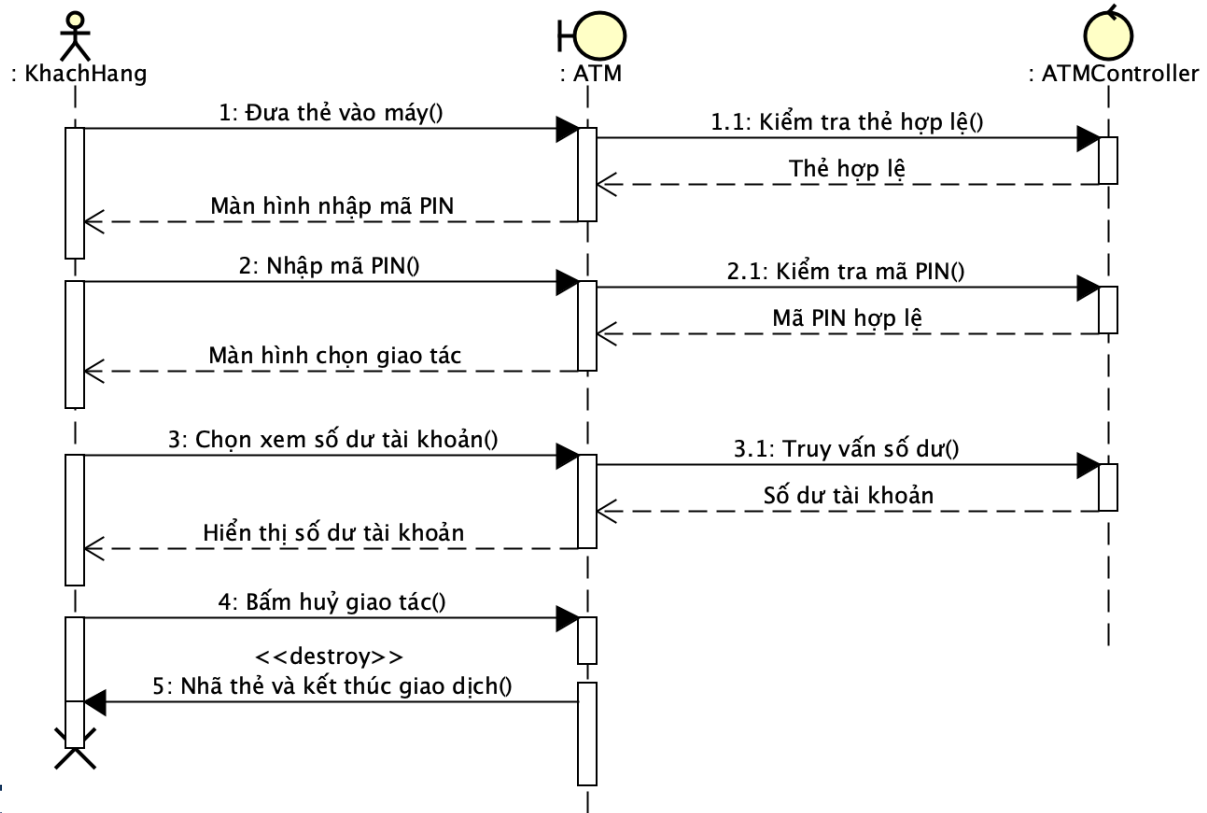 : KhachHang
: ATM
: ATMController
1: Đưa thẻ vào máy()
1.1: Kiểm tra thẻ hợp lệ()
Thẻ hợp lệ
Màn hình nhập mã PIN
2: Nhập mã PIN()
2.1: Kiểm tra mã PIN()
Mã PIN hợp lệ
Màn hình chọn giao tác
3: Chọn xem số dư tài khoản()
3.1: Truy vấn số dư()
Số dư tài khoản
Hiển thị số dư tài khoản
4: Bấm huỷ giao tác()
<<destroy>>
5: Nhã thẻ và kết thúc giao dịch()